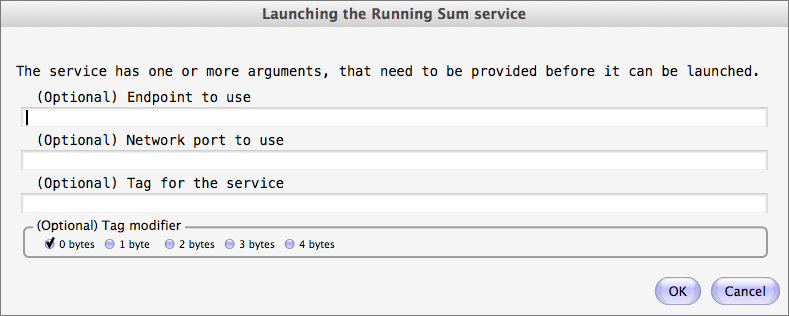 Launching the Running Sum service
The service has one or more arguments, that need to be provided before it can be launched.
(Optional) Endpoint to use
(Optional) Network port to use
(Optional) Tag for the service
(Optional) Tag modifier
0 bytes 1 byte 2 bytes 3 bytes 4 bytes
OK Cancel